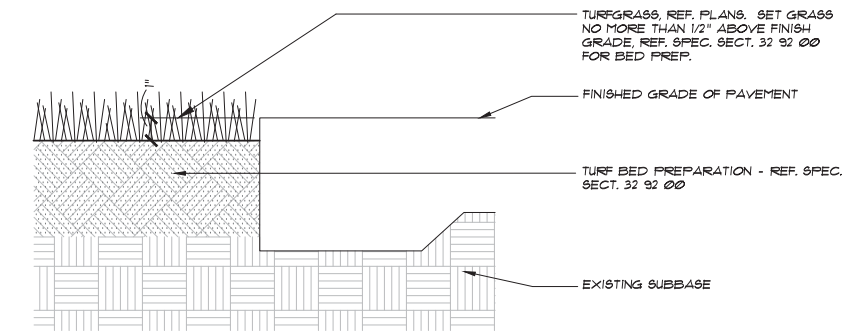 TURFGRASS, REF. PLANS. SET GRASS
NO MORE THAN 1/2" ABOVE FINISH
GRADE, REF. SPEC. SECT. 32 92 00
FOR BED PREP.
1"
FINISHED GRADE OF PAVEMENT
TURF BED PREPARATION - REF. SPEC.
SECT. 32 92 00
EXISTING SUBBASE